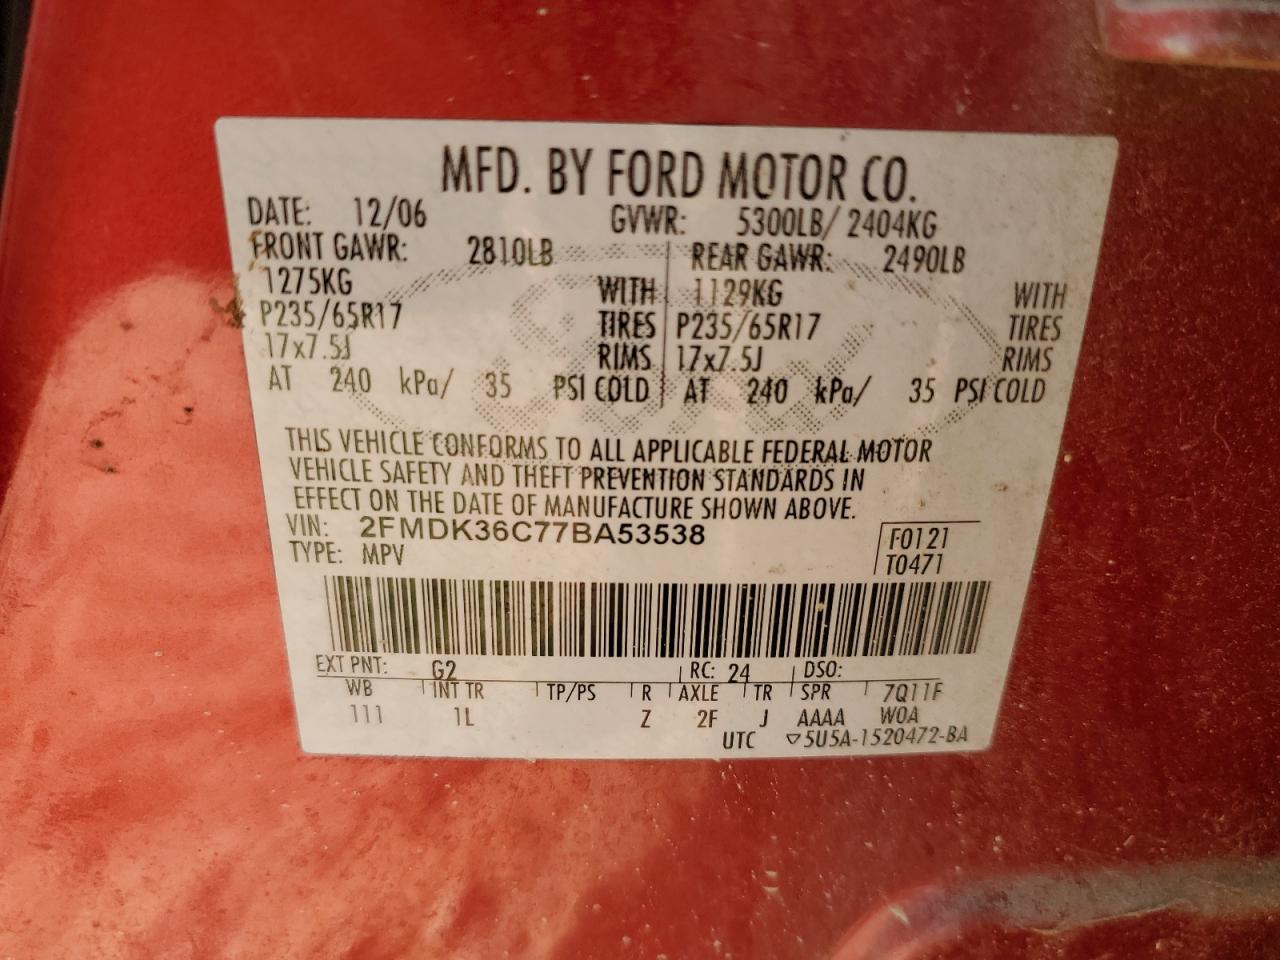 MFD. BY FORD MOTOR CO.
DATE: 12/06 GVWR: 5300LB/ 2404KG
FRONT GAWR: 2810LB REAR GAWR: 2490LB
1275KG WITH 1129KG WITH
P235/65R17 TIRES P235/65R17 TIRES
17x7.5J RIMS 17x7.5J RIMS
AT 240 kPa/ 35 PSI COLD AT 240 kPa/ 35 PSI COLD
THIS VEHICLE CONFORMS TO ALL APPLICABLE FEDERAL MOTOR
VEHICLE SAFETY AND THEFT PREVENTION STANDARDS IN
EFFECT ON THE DATE OF MANUFACTURE SHOWN ABOVE.
VIN: 2FMDK36C77BA53538 F0121
TYPE: MPV T0471
EXT PNT: G2 RC: 24 DSO:
WB INT TR TP/PS R AXLE TR SPR 7Q11F
111 1L Z 2F J AAAA W0A
UTC ▽5U5A-1520472-BA